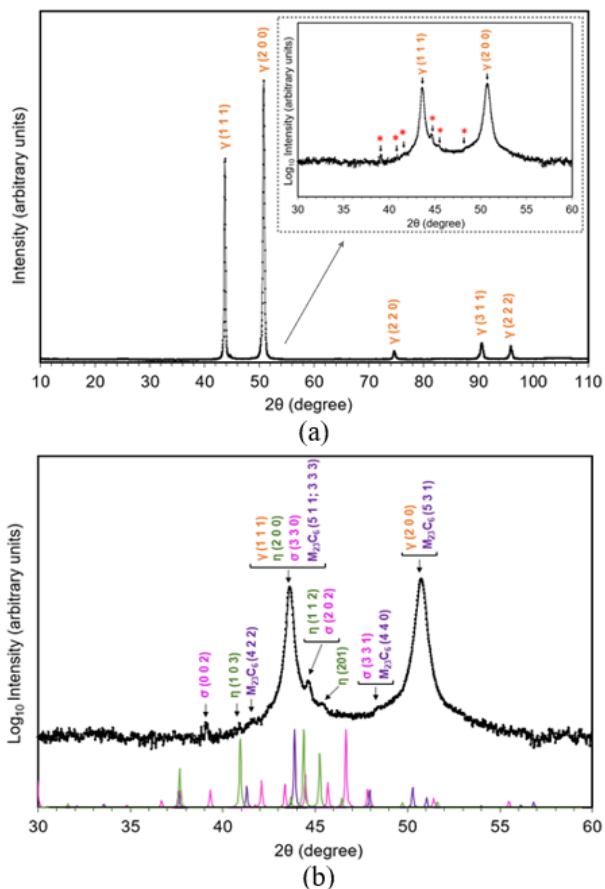 Intensity (arbitrary units)
γ (1 1 1)
γ (2 0 0)
γ (2 2 0)
γ (3 1 1)
γ (2 2 2)
10 20 30 40 50 60 70 80 90 100 110
2θ (degree)
Log10 Intensity (arbitrary units)
γ (1 1 1)
γ (2 0 0)
* * * * * *
30 35 40 45 50 55 60
2θ (degree)
(a)
Log10 Intensity (arbitrary units)
σ (0 0 2)
η (1 0 3)
M23C6 (4 2 2)
γ (1 1 1)
η (2 0 0)
σ (3 3 0)
M23C6 (5 1 1; 3 3 3)
η (1 1 2)
σ (2 0 2)
η (201)
σ (3 3 1)
M23C6 (4 4 0)
γ (2 0 0)
M23C6 (5 3 1)
30 35 40 45 50 55 60
2θ (degree)
(b)